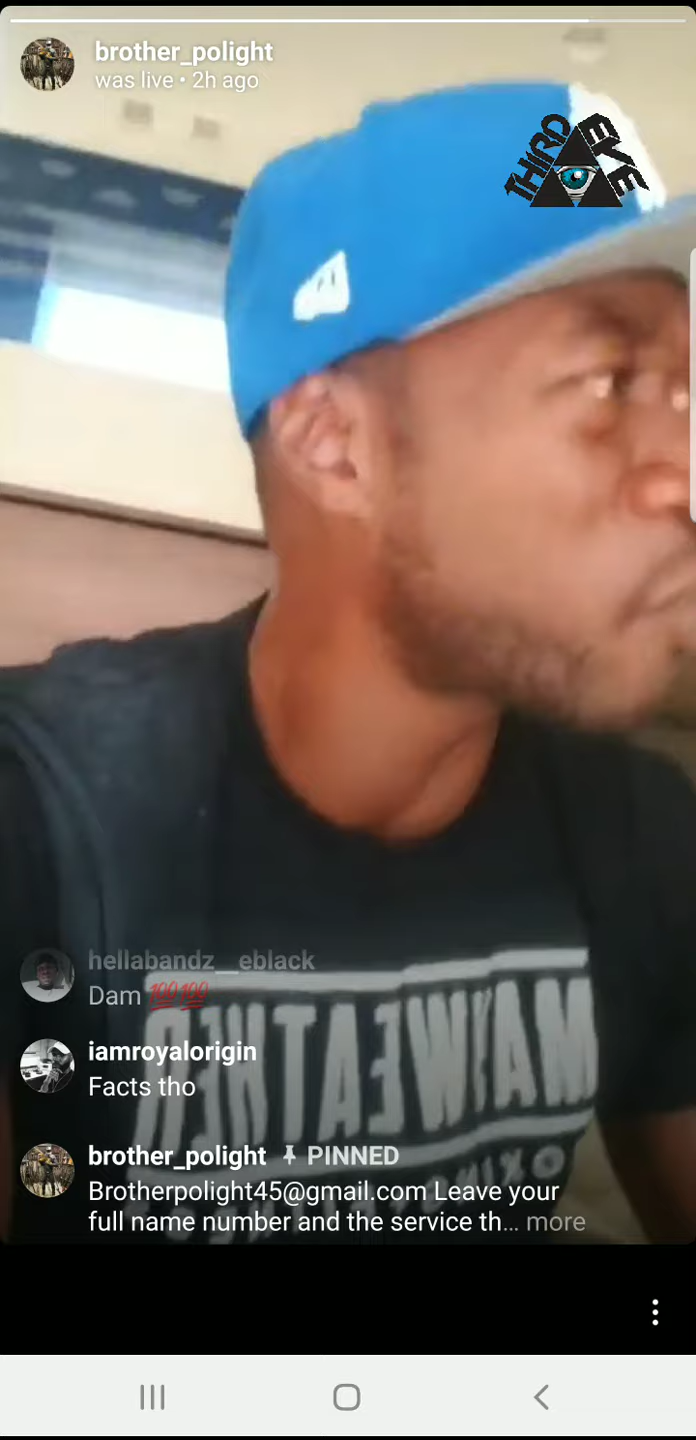 brother_polight
was live • 2h ago
THIRD EYE
hellabandz__eblack
Dam 💯💯
iamroyalorigin
Facts tho
brother_polight 📌 PINNED
Brotherpolight45@gmail.com Leave your
full name number and the service th... more
MAYWEATHER